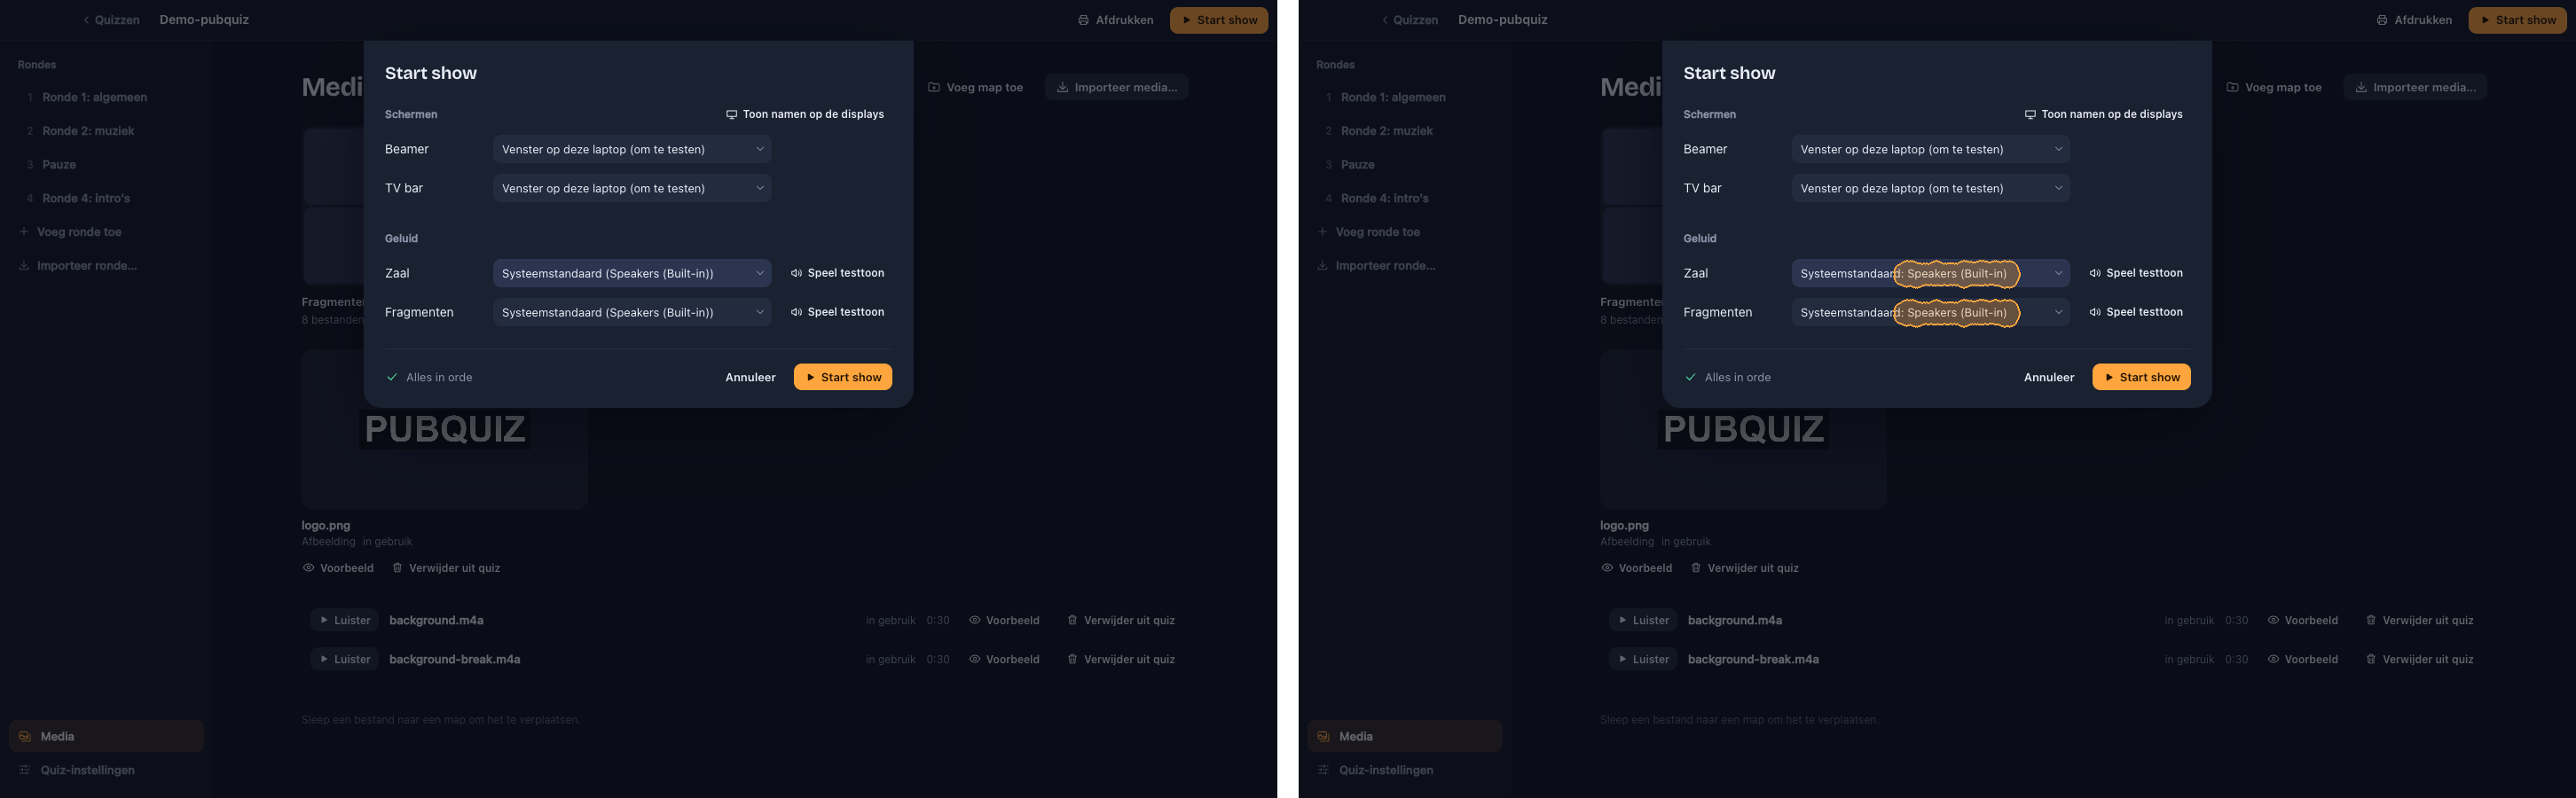 Quizzen
Demo-pubquiz
Afdrukken
Start show
Rondes
1 Ronde 1: algemeen
2 Ronde 2: muziek
3 Pauze
4 Ronde 4: intro's
Voeg ronde toe
Importeer ronde...
Medi
Voeg map toe
Importeer media...
Start show
Schermen
Toon namen op de displays
Beamer
Venster op deze laptop (om te testen)
TV bar
Venster op deze laptop (om te testen)
Geluid
Zaal
Systeemstandaard (Speakers (Built-in))
Speel testtoon
Fragmenten
Systeemstandaard (Speakers (Built-in))
Speel testtoon
Alles in orde
Annuleer
Start show
Fragmente
8 bestanden
PUBQUIZ
logo.png
Afbeelding in gebruik
Voorbeeld
Verwijder uit quiz
Luister background.m4a in gebruik 0:30 Voorbeeld Verwijder uit quiz
Luister background-break.m4a in gebruik 0:30 Voorbeeld Verwijder uit quiz
Sleep een bestand naar een map om het te verplaatsen.
Media
Quiz-instellingen
Quizzen
Demo-pubquiz
Afdrukken
Start show
Rondes
1 Ronde 1: algemeen
2 Ronde 2: muziek
3 Pauze
4 Ronde 4: intro's
Voeg ronde toe
Importeer ronde...
Medi
Voeg map toe
Importeer media...
Start show
Schermen
Toon namen op de displays
Beamer
Venster op deze laptop (om te testen)
TV bar
Venster op deze laptop (om te testen)
Geluid
Zaal
Systeemstandaard: Speakers (Built-in)
Speel testtoon
Fragmenten
Systeemstandaard: Speakers (Built-in)
Speel testtoon
Alles in orde
Annuleer
Start show
Fragmente
8 bestanden
PUBQUIZ
logo.png
Afbeelding in gebruik
Voorbeeld
Verwijder uit quiz
Luister background.m4a in gebruik 0:30 Voorbeeld Verwijder uit quiz
Luister background-break.m4a in gebruik 0:30 Voorbeeld Verwijder uit quiz
Sleep een bestand naar een map om het te verplaatsen.
Media
Quiz-instellingen